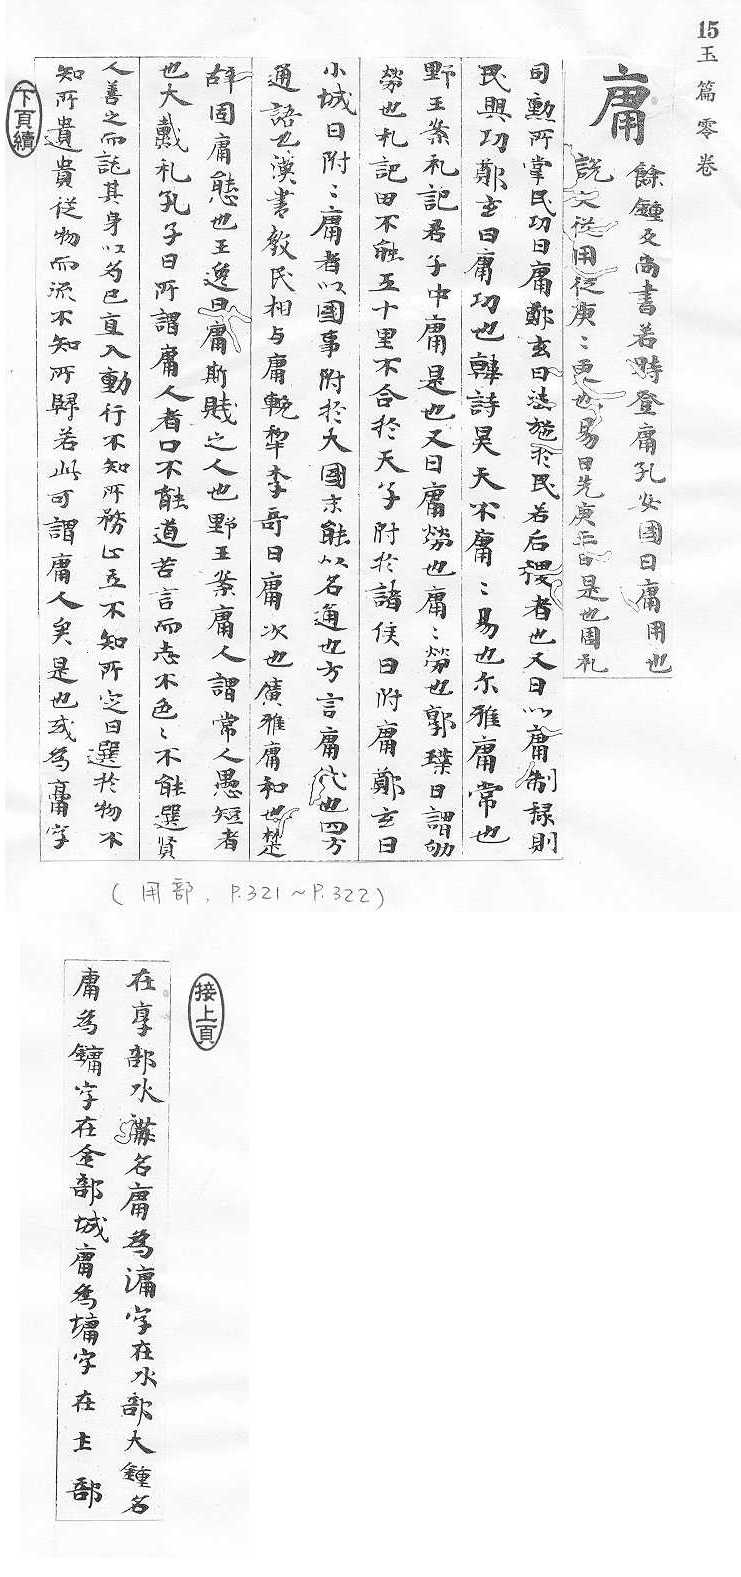 15 玉篇零卷
庸
餘鍾反尚書若時登庸孔安國曰庸用也
說文從用從庚〻更也易曰先庚三日是也周礼
司勳所掌民功曰庸鄭玄曰法施於民若后稷者也又曰以庸制祿則
民興功鄭玄曰庸功也韓詩昊天不庸〻易也尒雅庸常也
野王案礼記君子中庸是也又曰庸勞也庸〻勞也郭璞曰謂劬
勞也礼記田不能五十里不合於天子附於諸侯曰附庸鄭玄曰
小城曰附〻庸者以國事附於大國未能以名通也方言庸代也四方
通語也漢書教民相与庸輓犂李哥曰庸次也廣雅庸和也楚
辞固庸態也王逸曰庸斯賤之人也野王案庸人謂常人愚短者
也大戴礼孔子曰所謂庸人者口不能道苦言而志不色〻不能選賢
人善之而託其身以為已直入動行不知所務止立不知所定日選於物不
知所遺貴従物而流不知所歸若此可謂庸人矣是也或為𩫏字
下頁續
(用部, P.321~P.322)
接上頁
在𩫏部水名庸為滽字在水部大鍾名
庸為鏞字在金部城庸為墉字在土部